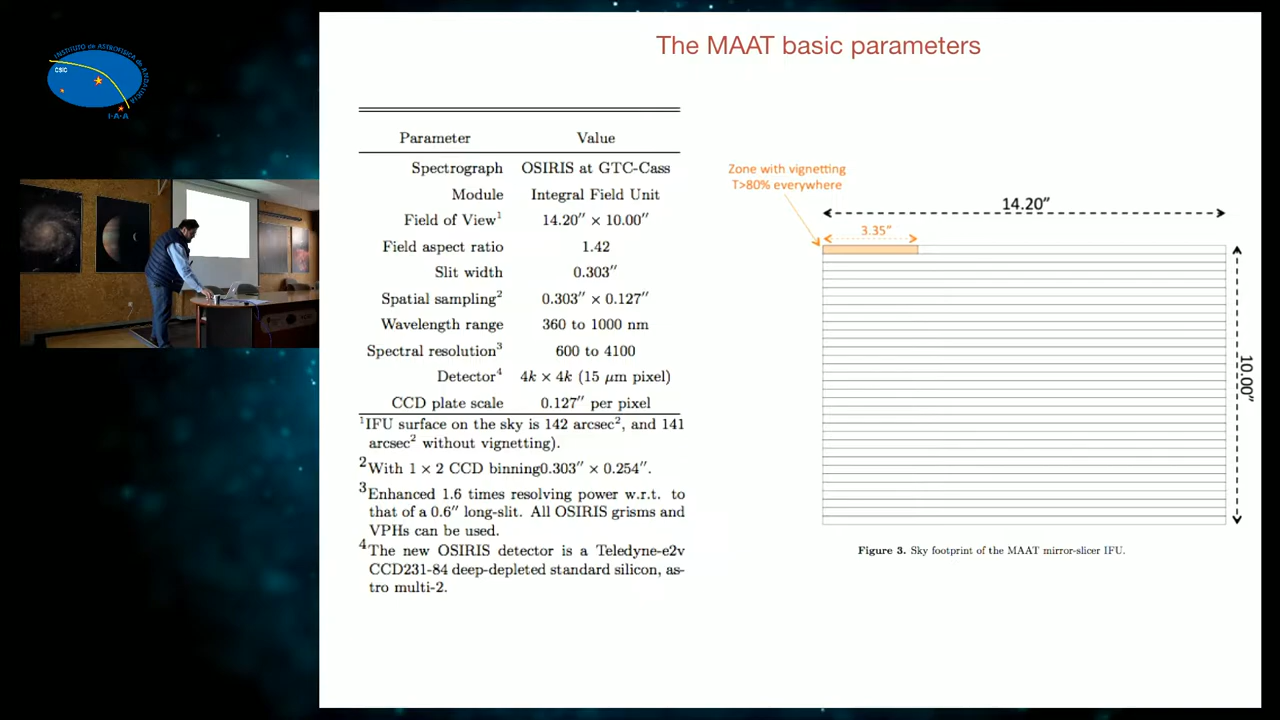 The MAAT basic parameters
INSTITUTO de ASTROFISICA de ANDALUCIA
CSIC
I-A-A
Parameter Value
Spectrograph OSIRIS at GTC-Cass
Module Integral Field Unit
Field of View¹ 14.20″ × 10.00″
Field aspect ratio 1.42
Slit width 0.303″
Spatial sampling² 0.303″ × 0.127″
Wavelength range 360 to 1000 nm
Spectral resolution³ 600 to 4100
Detector⁴ 4k × 4k (15 μm pixel)
CCD plate scale 0.127″ per pixel
¹IFU surface on the sky is 142 arcsec², and 141
arcsec² without vignetting).
²With 1 × 2 CCD binning0.303″ × 0.254″.
³Enhanced 1.6 times resolving power w.r.t. to
that of a 0.6″ long-slit. All OSIRIS grisms and
VPHs can be used.
⁴The new OSIRIS detector is a Teledyne-e2v
CCD231-84 deep-depleted standard silicon, as-
tro multi-2.
Zone with vignetting
T>80% everywhere
14.20”
3.35”
10.00”
Figure 3. Sky footprint of the MAAT mirror-slicer IFU.